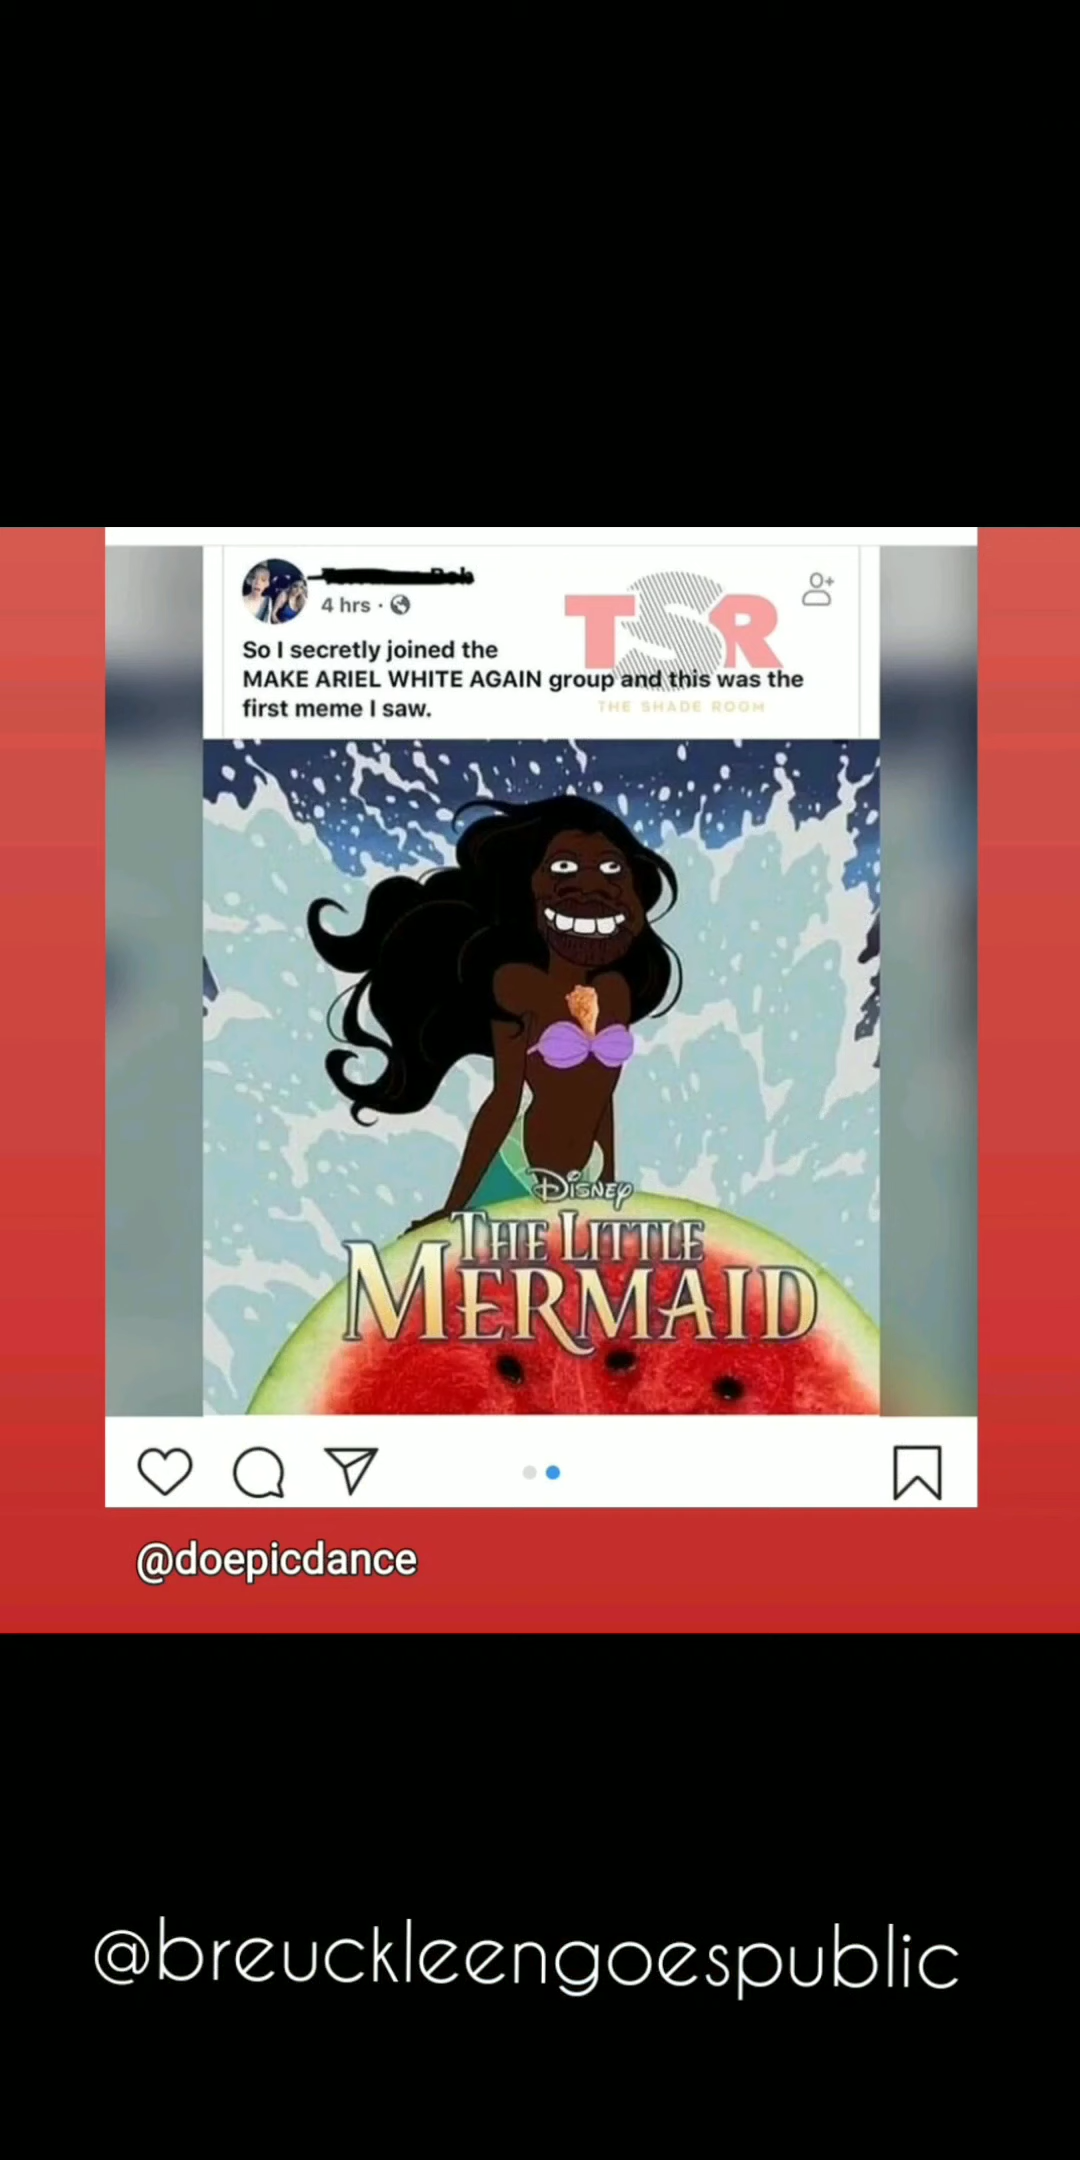 4 hrs ·
TSR
THE SHADE ROOM
So I secretly joined the
MAKE ARIEL WHITE AGAIN group and this was the
first meme I saw.
Disney
THE LITTLE
MERMAID
@doepicdance
@breuckleengoespublic